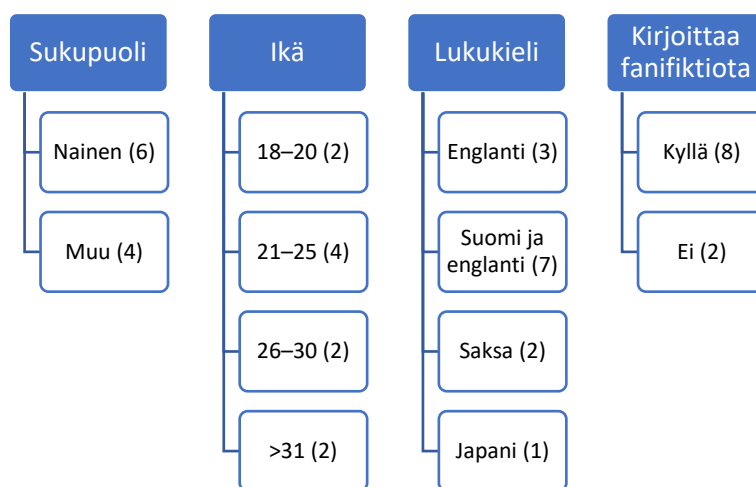 Sukupuoli
Nainen (6)
Muu (4)
Ikä
18–20 (2)
21–25 (4)
26–30 (2)
>31 (2)
Lukukieli
Englanti (3)
Suomi ja
englanti (7)
Saksa (2)
Japani (1)
Kirjoittaa
fanifiktiota
Kyllä (8)
Ei (2)